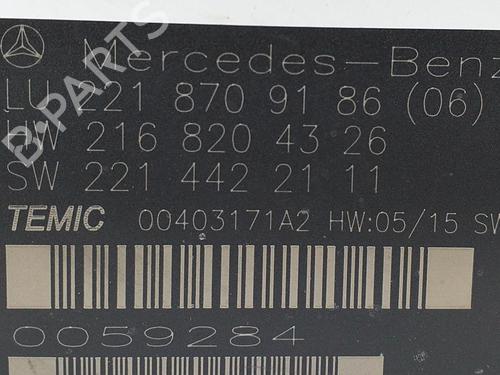 Mercedes-Benz
LU 221 870 91 86 (06)
HW 216 820 43 26
SW 221 442 21 11
TEMIC 00403171A2 HW:05/15 SW
0059284
B-PARTS